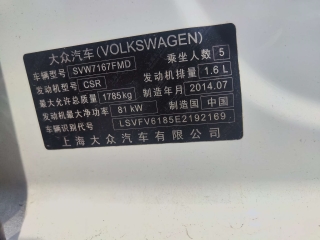 大众汽车(VOLKSWAGEN)
车辆型号 SVW7167FMD 乘坐人数 5
发动机型号 CSR 发动机排量 1.6 L
最大允许总质量 1785kg 制造年月 2014.07
发动机最大净功率 81 kW 制造国 中国
车辆识别代号 LSVFV6185E2192169
上海大众汽车有限公司